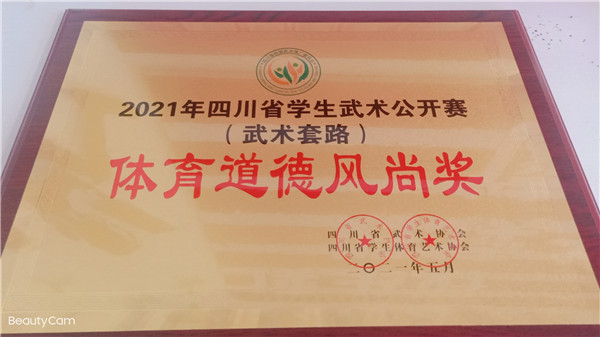 2021年四川省学生武术公开赛
（武术套路）
体育道德风尚奖
四川省武术协会
四川省学生体育艺术协会
二〇二一年五月
BeautyCam